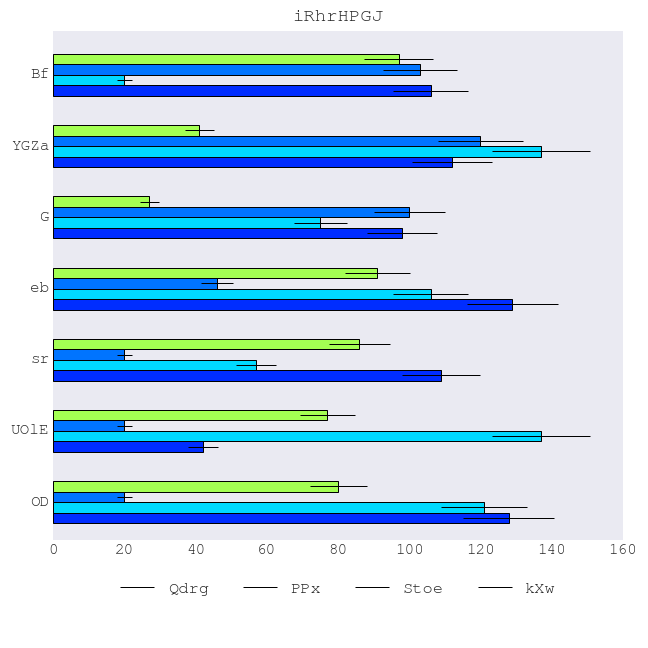 iRhrHPGJ
Bf
YGZa
G
eb
sr
UOlE
OD
0 20 40 60 80 100 120 140 160
Qdrg PPx Stoe kXw